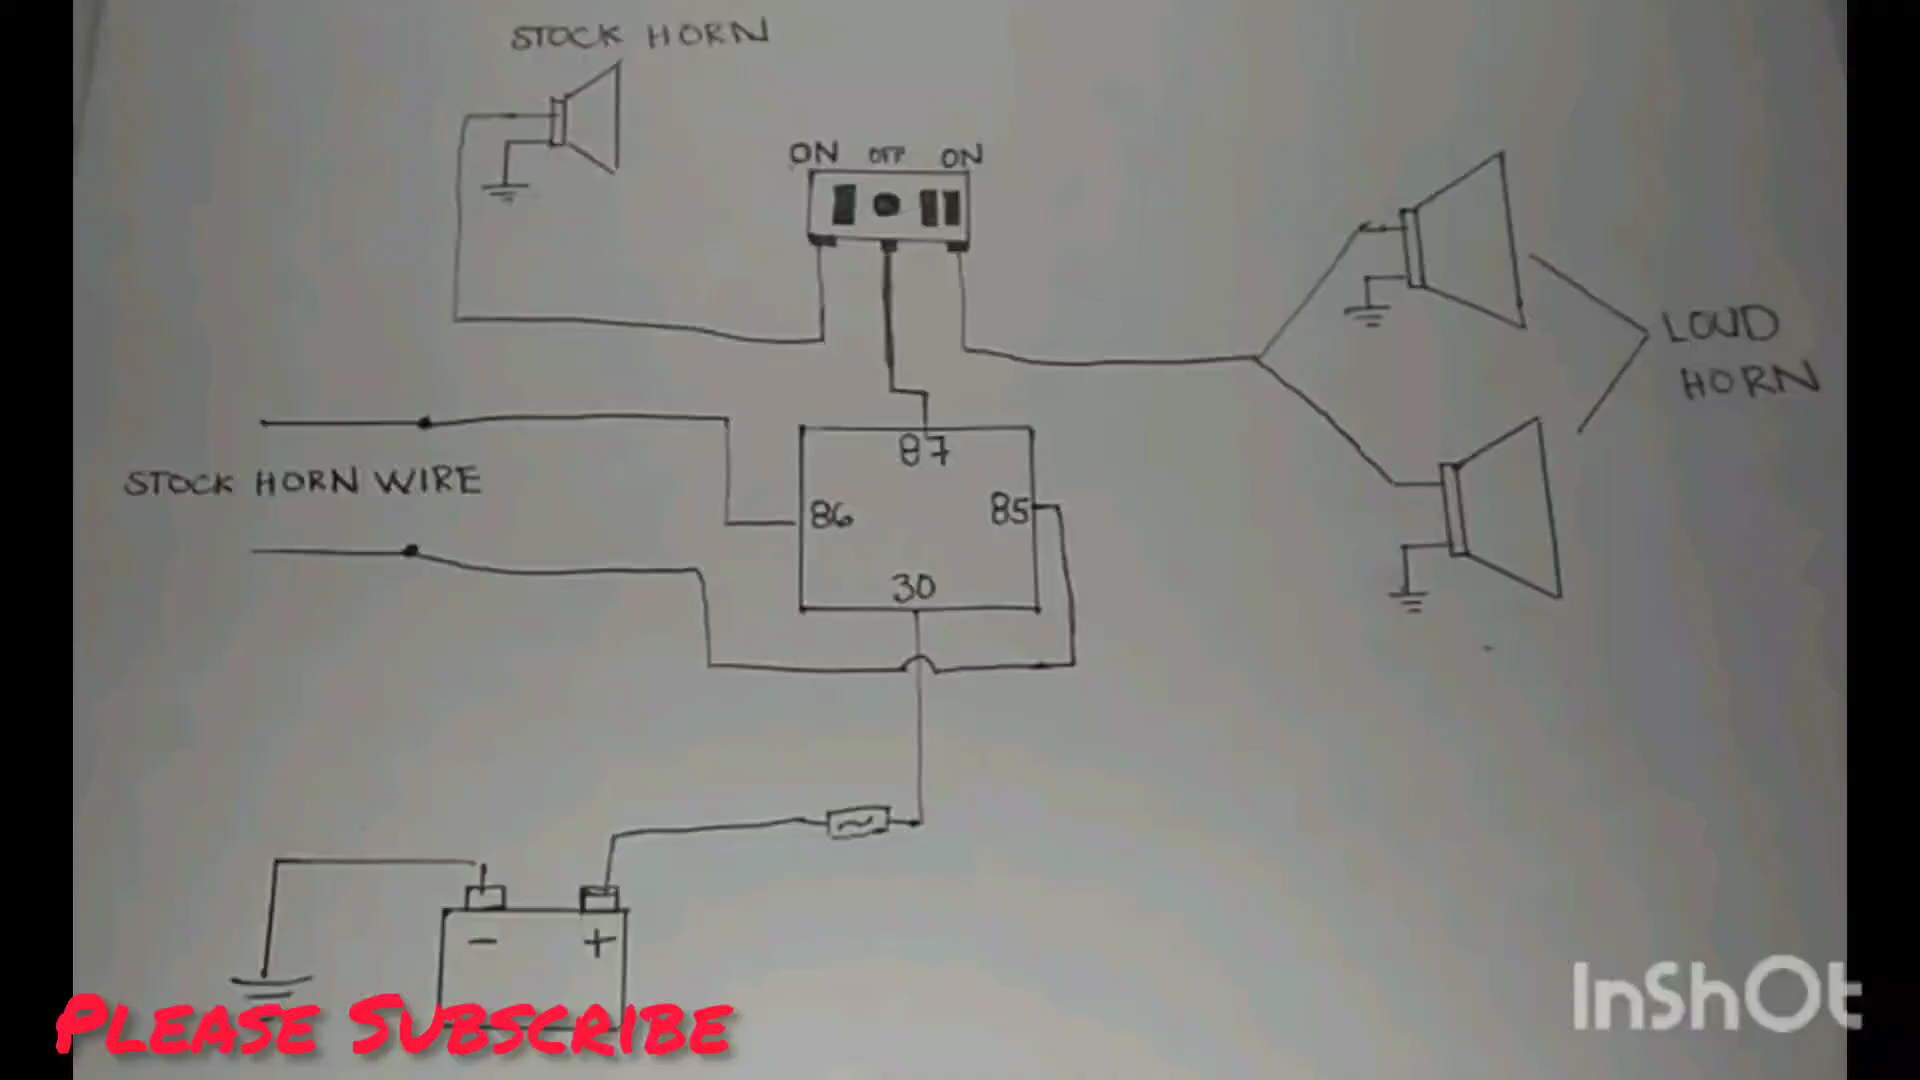 STOCK HORN
ON OFF ON
LOUD
HORN
87
STOCK HORN WIRE
86
85
30
- +
PLEASE SUBSCRIBE
InShOt